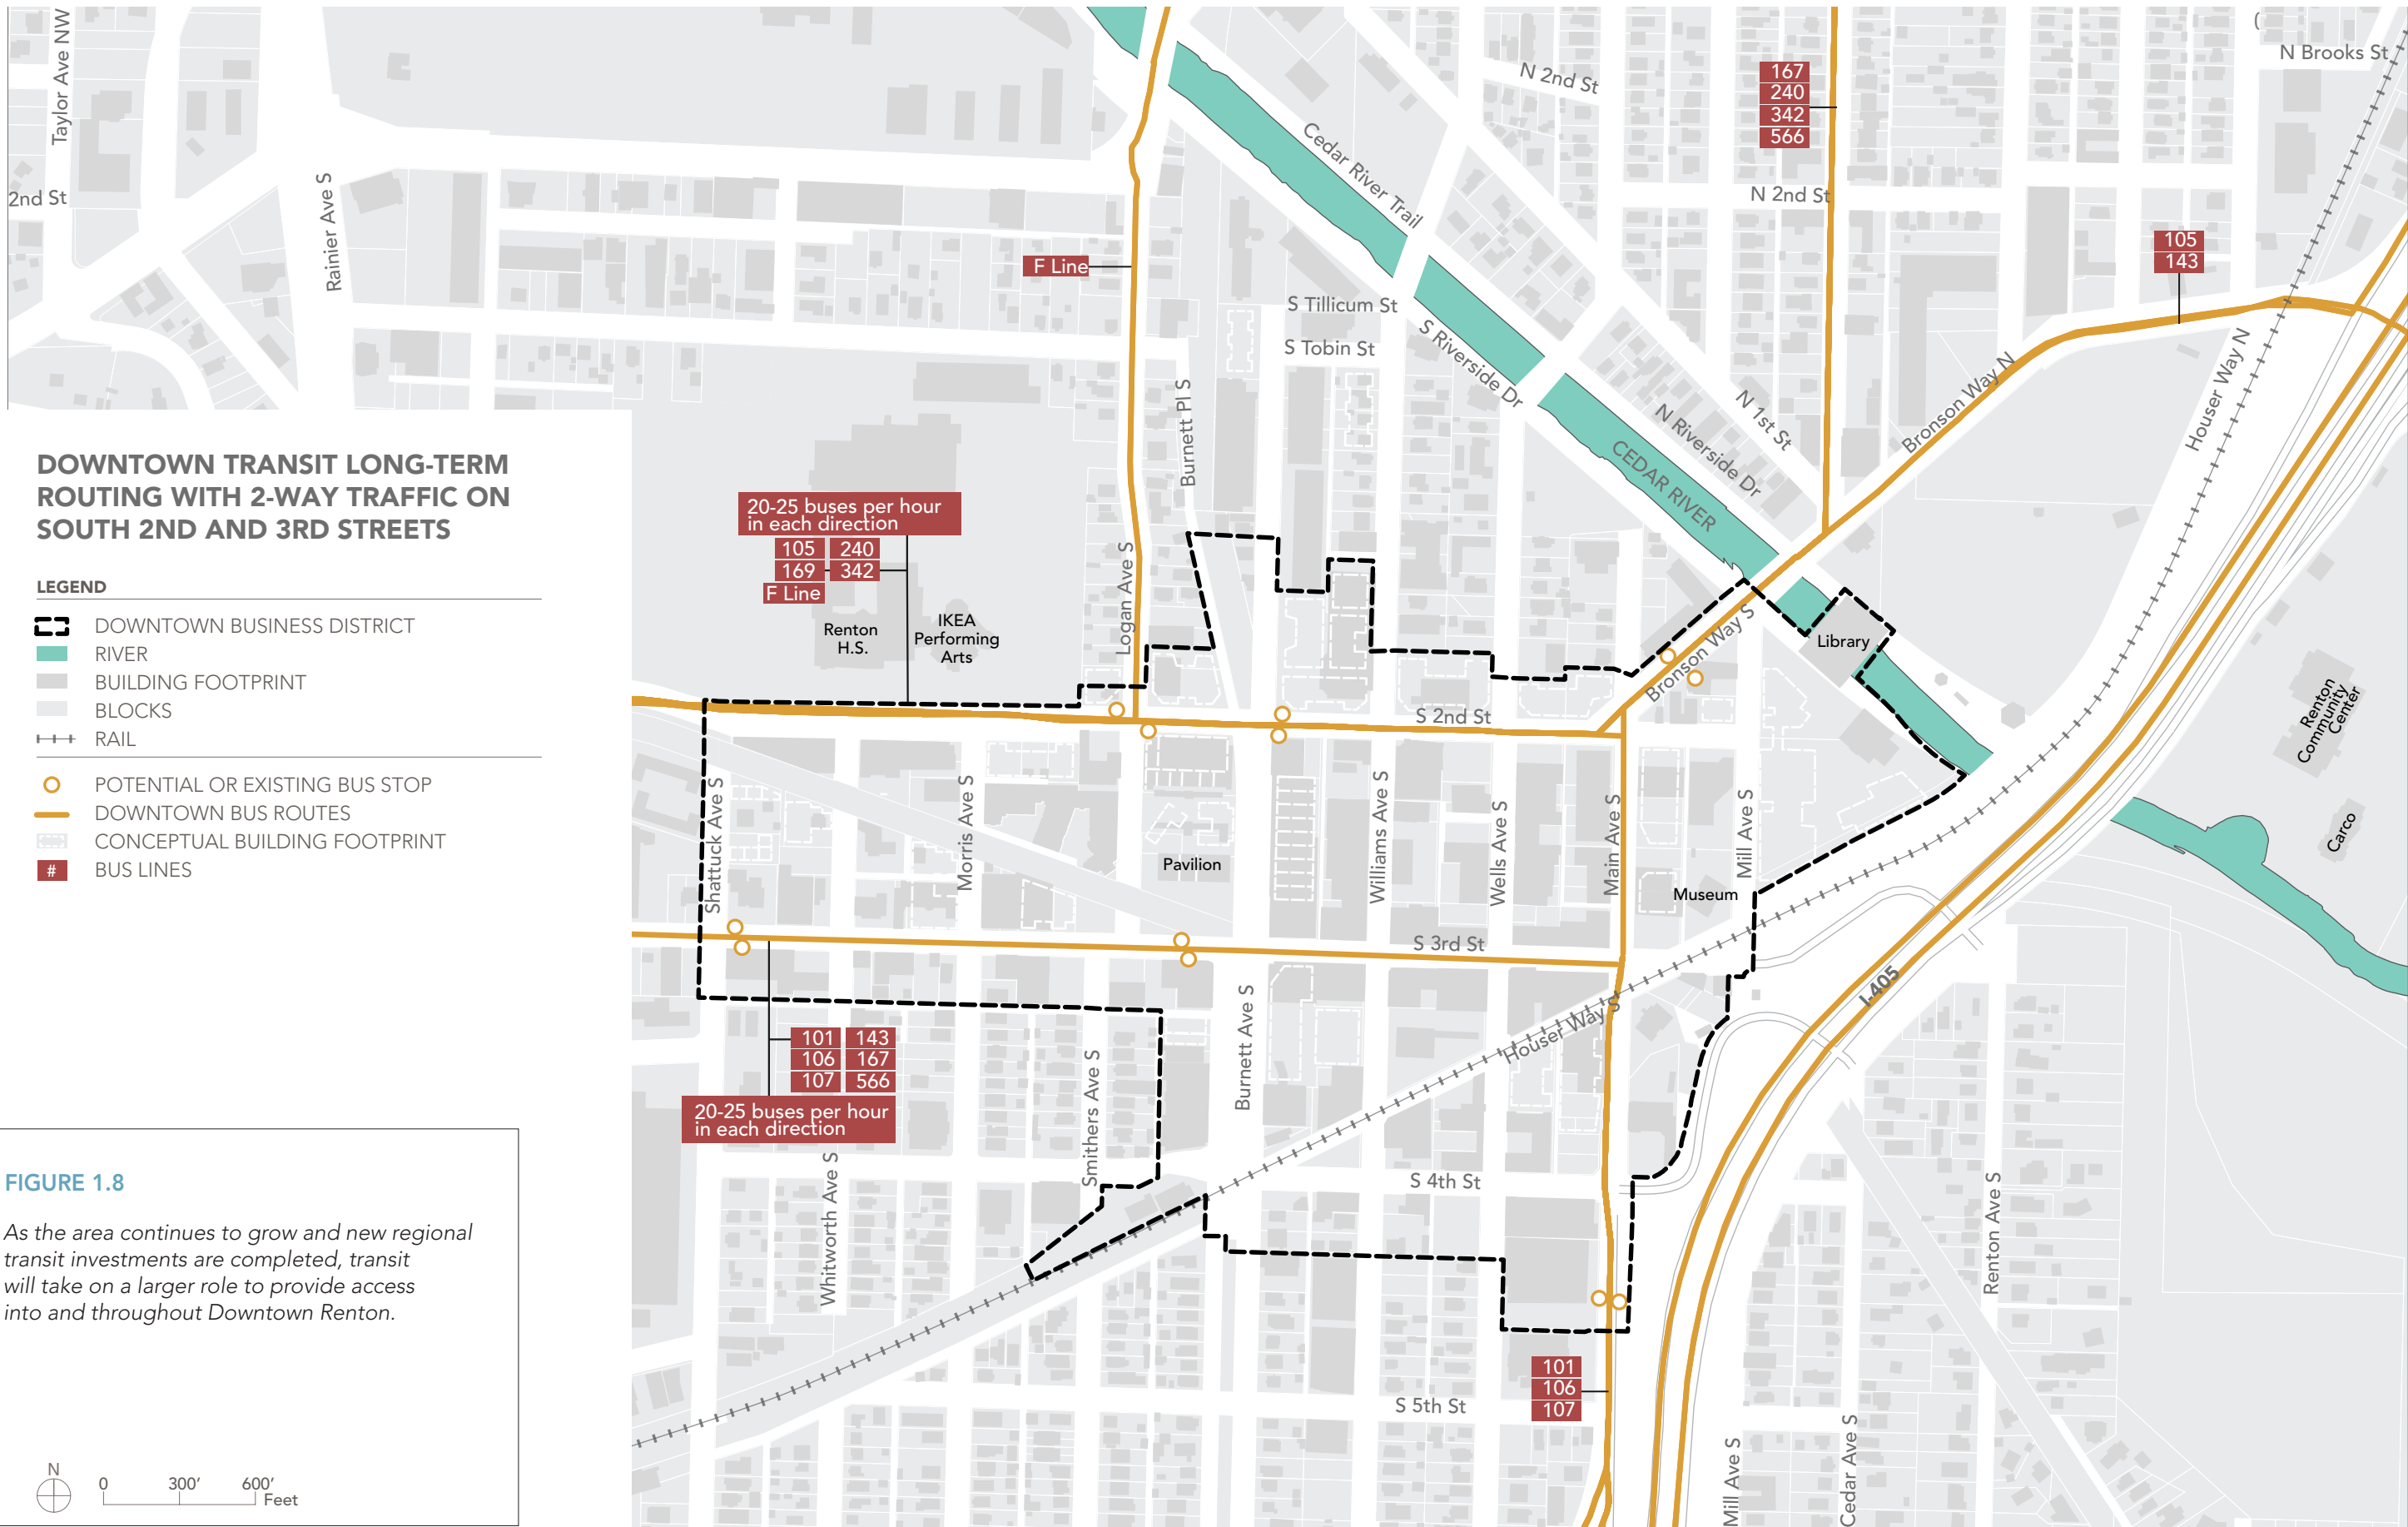 Taylor Ave NW
2nd St
Rainier Ave S
N 2nd St
Cedar River Trail
167
240
342
566
N 2nd St
N Brooks St
105
143
F Line
S Tillicum St
S Tobin St
S Riverside Dr
Burnett Pl S
N 1st St
N Riverside Dr
CEDAR RIVER
Bronson Way N
Houser Way N
DOWNTOWN TRANSIT LONG-TERM
ROUTING WITH 2-WAY TRAFFIC ON
SOUTH 2ND AND 3RD STREETS
LEGEND
DOWNTOWN BUSINESS DISTRICT
RIVER
BUILDING FOOTPRINT
BLOCKS
RAIL
POTENTIAL OR EXISTING BUS STOP
DOWNTOWN BUS ROUTES
CONCEPTUAL BUILDING FOOTPRINT
# BUS LINES
20-25 buses per hour
in each direction
105 240
169 342
F Line
Renton
H.S.
IKEA
Performing
Arts
Logan Ave S
Bronson Way S
Library
Renton
Community
Center
Carco
S 2nd St
Shattuck Ave S
Morris Ave S
Pavilion
Williams Ave S
Wells Ave S
Main Ave S
Mill Ave S
Museum
S 3rd St
I-405
Houser Way S
Burnett Ave S
101 143
106 167
107 566
20-25 buses per hour
in each direction
Smithers Ave S
Whitworth Ave S
S 4th St
Renton Ave S
101
106
107
S 5th St
Mill Ave S
Cedar Ave S
FIGURE 1.8
As the area continues to grow and new regional
transit investments are completed, transit
will take on a larger role to provide access
into and throughout Downtown Renton.
N
0 300’ 600’
Feet